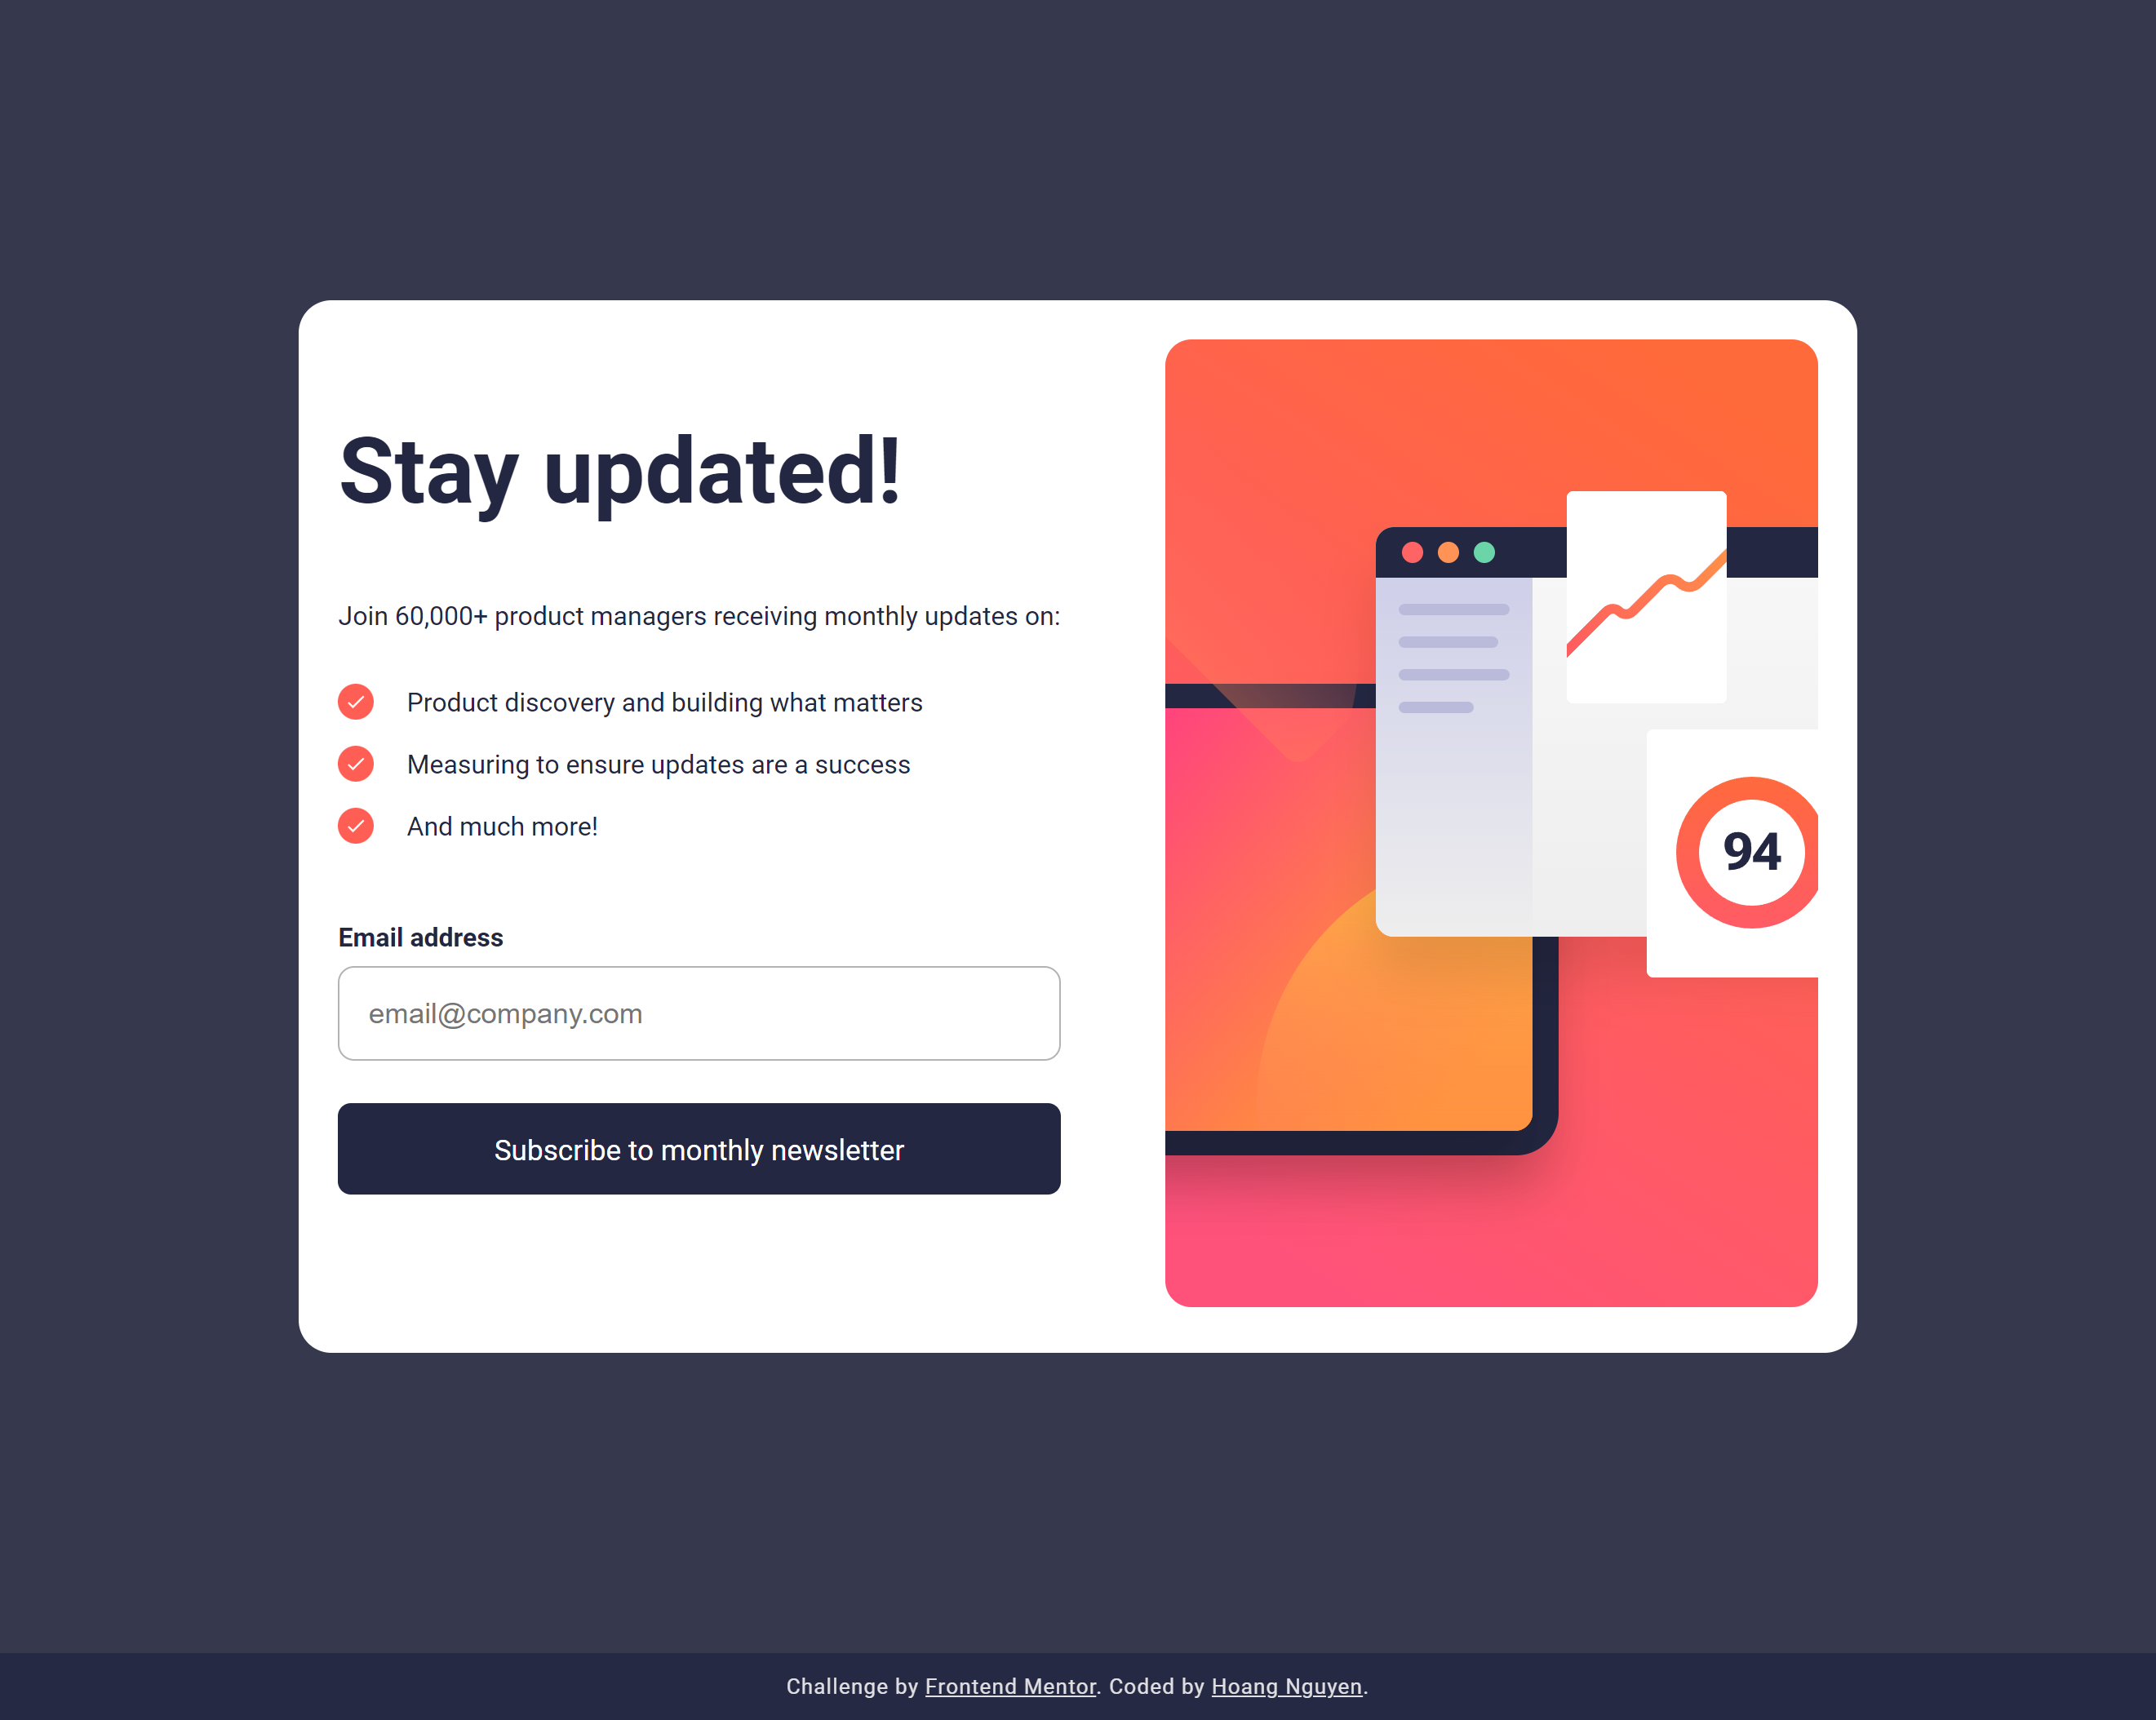 Stay updated!
Join 60,000+ product managers receiving monthly updates on:
Product discovery and building what matters
Measuring to ensure updates are a success
And much more!
Email address
email@company.com
Subscribe to monthly newsletter
94
Challenge by Frontend Mentor. Coded by Hoang Nguyen.